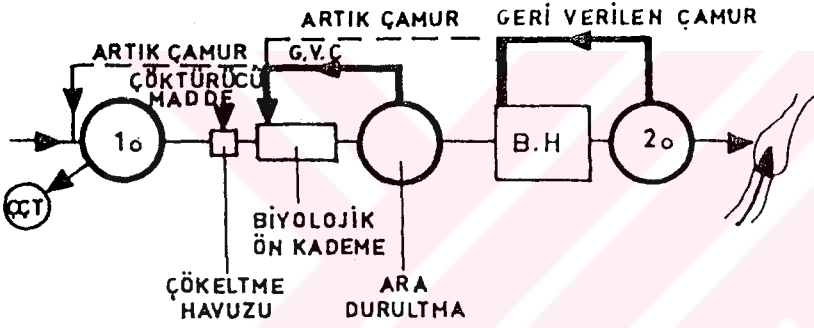 ARTIK ÇAMUR GERİ VERİLEN ÇAMUR
ARTIK ÇAMUR G.V.Ç
ÇÖKTÜRÜCÜ
MADDE
1o B.H 2o
ÇÇT
BİYOLOJİK
ÖN KADEME
ÇÖKELTME
HAVUZU
ARA
DURULTMA